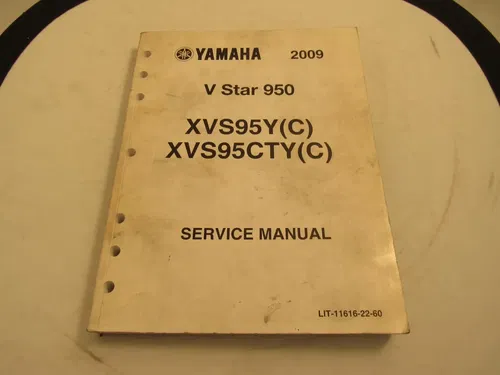 YAMAHA 2009
V Star 950
XVS95Y(C)
XVS95CTY(C)
SERVICE MANUAL
LIT-11616-22-60